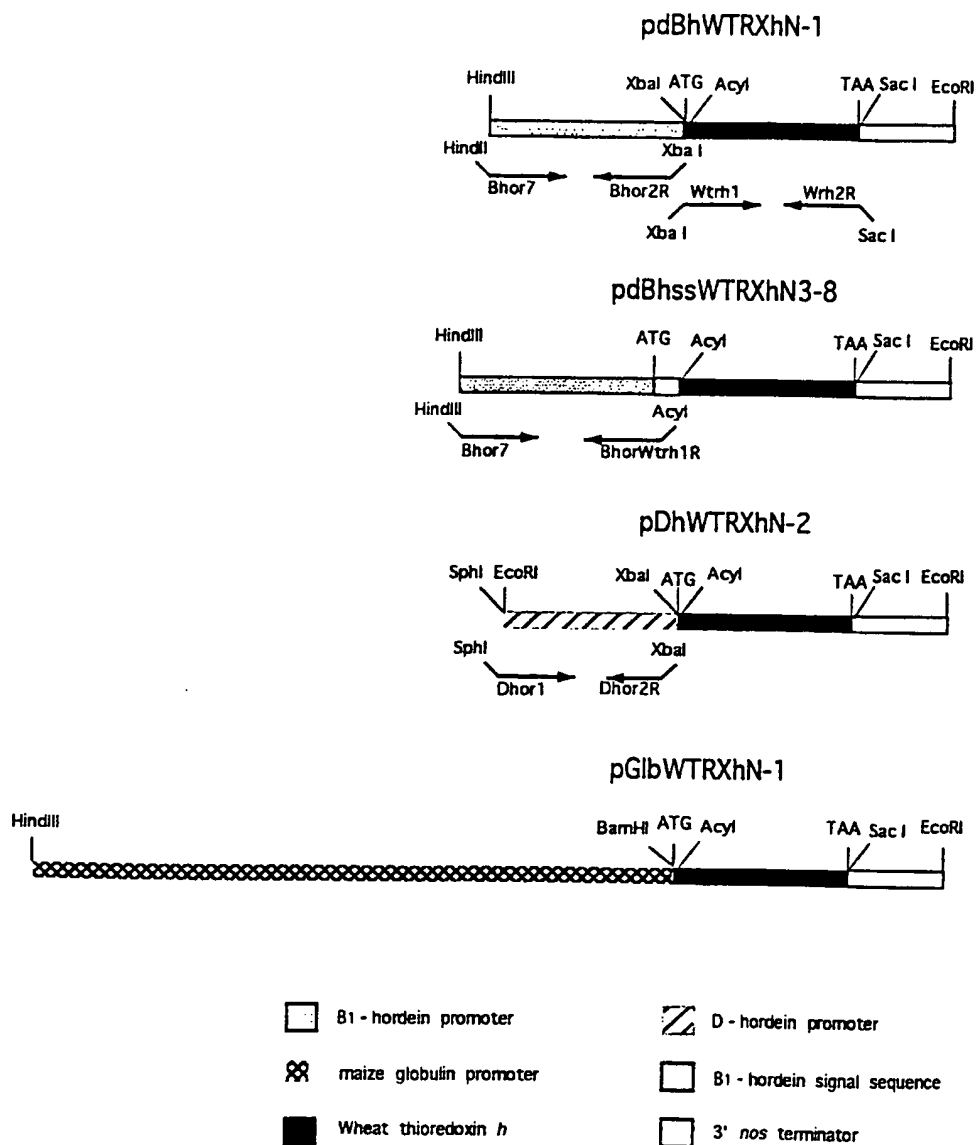 pdBhWTRXhN-1
HindIII XbaI ATG AcyI TAA Sac I EcoRI
HindII Xba I
Bhor7 Bhor2R Wtrh1 Wrh2R
Xba I Sac I
pdBhssWTRXhN3-8
HindIII ATG AcyI TAA Sac I EcoRI
HindIII AcyI
Bhor7 BhorWtrh1R
pDhWTRXhN-2
SphI EcoRI XbaI ATG AcyI TAA Sac I EcoRI
SphI XbaI
Dhor1 Dhor2R
pGlbWTRXhN-1
HindIII BamHI ATG AcyI TAA Sac I EcoRI
B1 - hordein promoter
D - hordein promoter
maize globulin promoter
B1 - hordein signal sequence
Wheat thioredoxin h
3' nos terminator